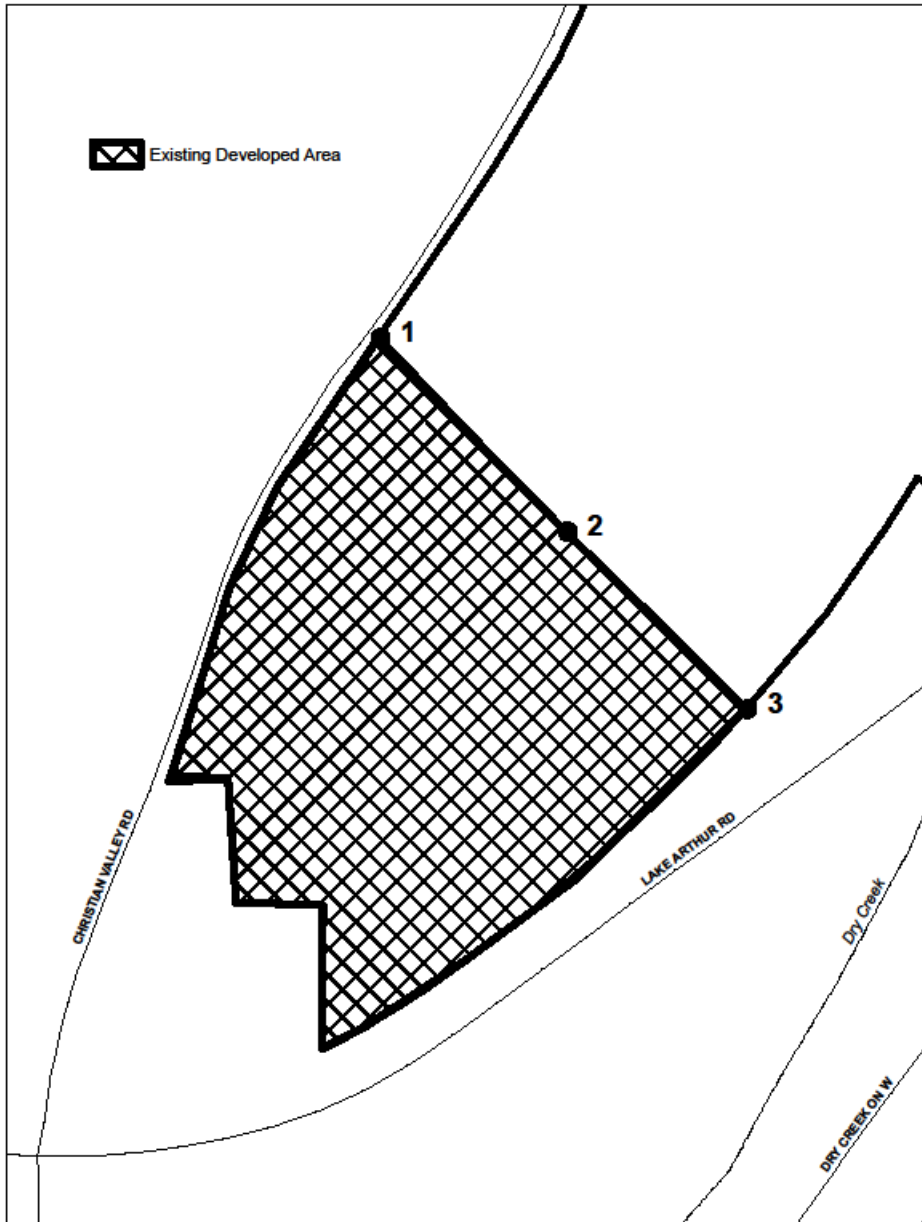 Existing Developed Area
1
2
3
CHRISTIAN VALLEY RD
LAKE ARTHUR RD
Dry Creek
DRY CREEK ON W